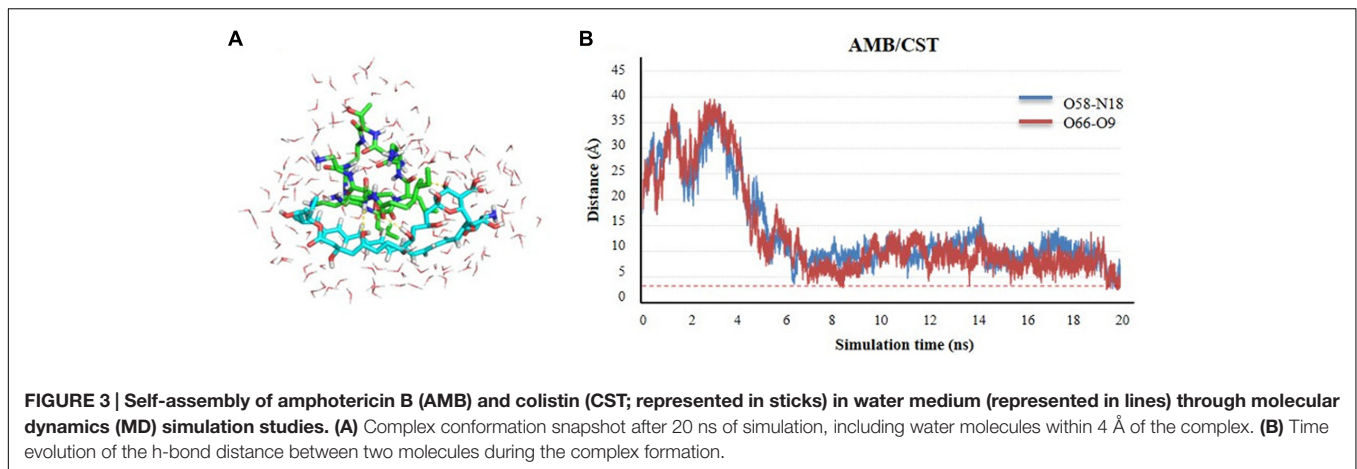 A
B
AMB/CST
45
40
35
30
25
20
15
10
5
0
Distance (Å)
O58-N18
O66-O9
0 2 4 6 8 10 12 14 16 18 20
Simulation time (ns)
FIGURE 3 | Self-assembly of amphotericin B (AMB) and colistin (CST; represented in sticks) in water medium (represented in lines) through molecular
dynamics (MD) simulation studies. (A) Complex conformation snapshot after 20 ns of simulation, including water molecules within 4 Å of the complex. (B) Time
evolution of the h-bond distance between two molecules during the complex formation.